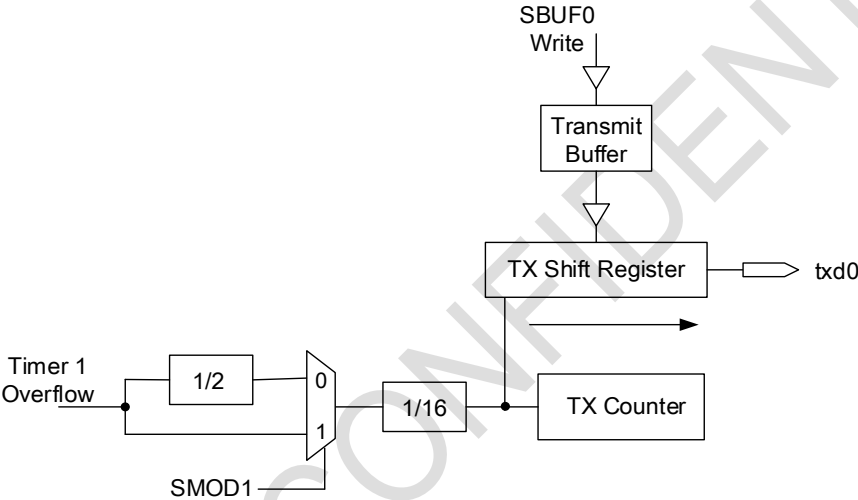 SBUF0
Write
Transmit
Buffer
TX Shift Register
txd0
Timer 1
Overflow
1/2
0
1
1/16
TX Counter
SMOD1
CONFIDENT